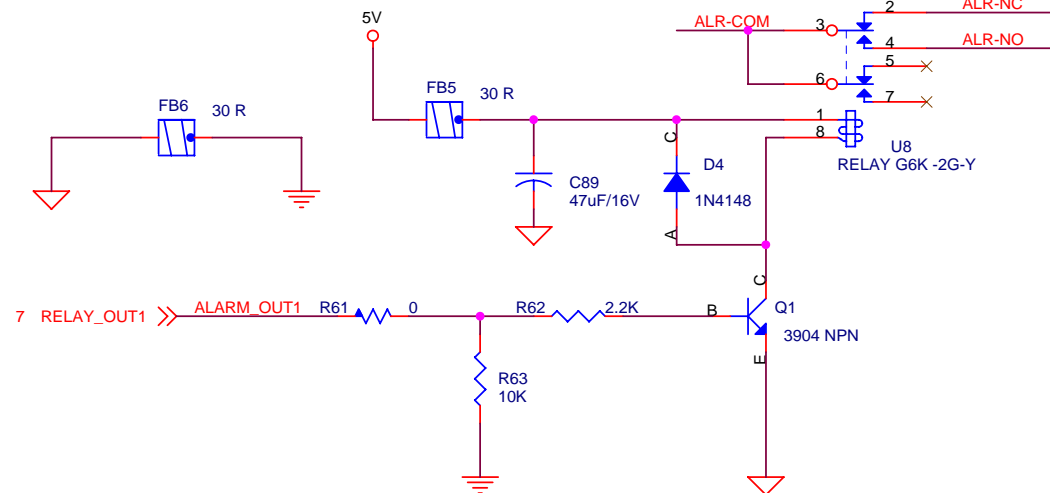 2 ALR-NC
5V
ALR-COM 3
4 ALR-NO
5
6
FB5 30 R
7
FB6 30 R
1
8
U8
RELAY G6K -2G-Y
C
D4
C89
47uF/16V
1N4148
A
C
7 RELAY_OUT1 ALARM_OUT1 R61 0 R62 2.2K B Q1
3904 NPN
E
R63
10K